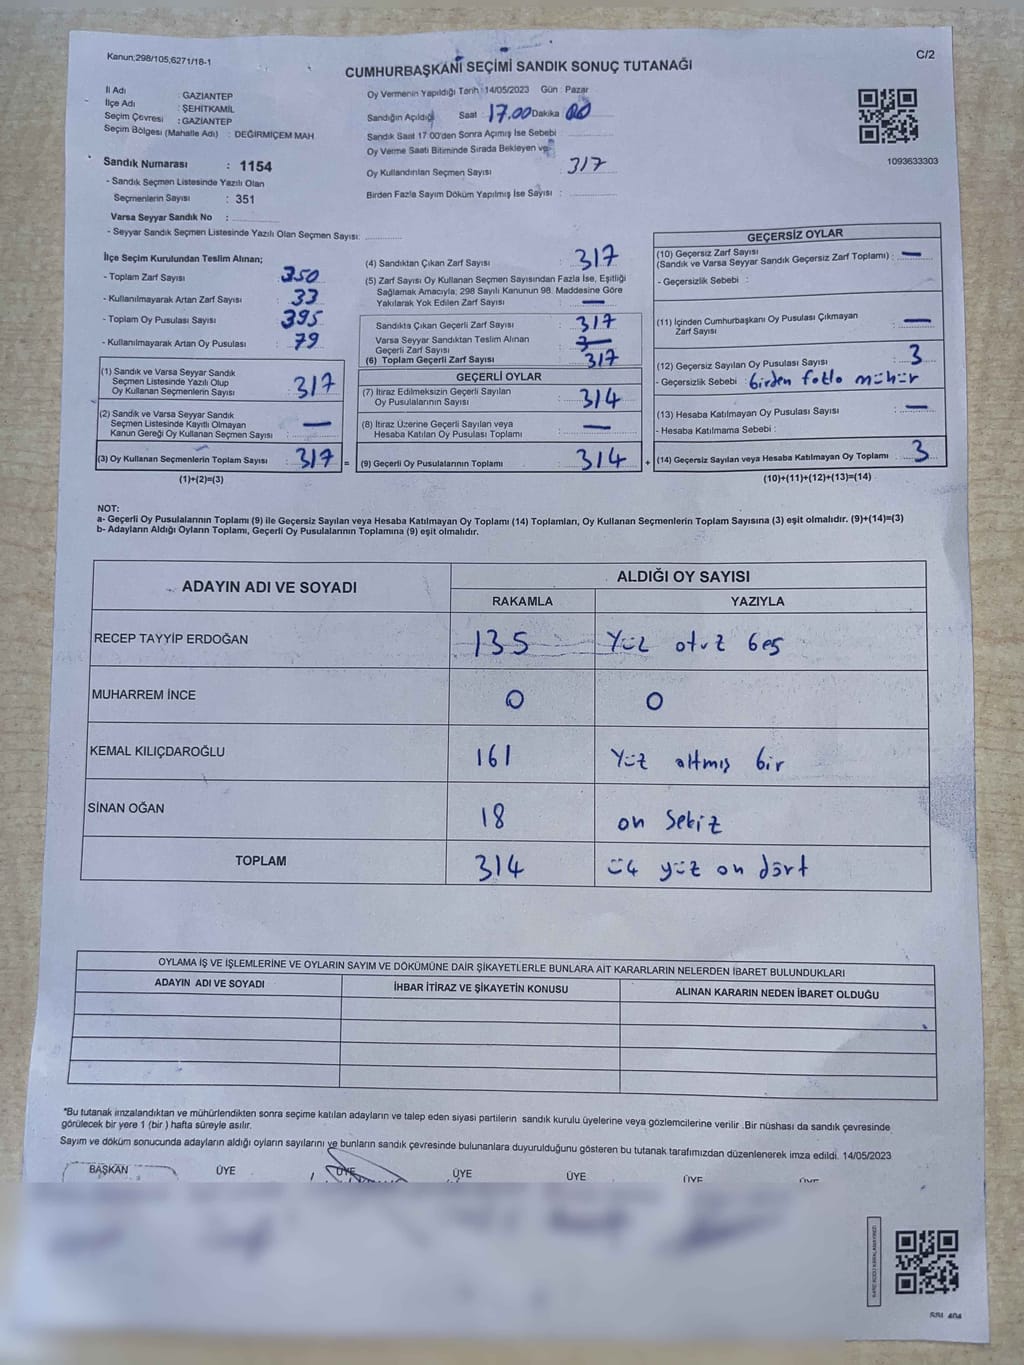 Kanun;298/105,6271/18-1
C/2
CUMHURBAŞKANI SEÇİMİ SANDIK SONUÇ TUTANAĞI
İl Adı : GAZİANTEP
İlçe Adı : ŞEHİTKAMİL
Seçim Çevresi : GAZİANTEP
Seçim Bölgesi (Mahalle Adı) : DEĞİRMİÇEM MAH.
Sandık Numarası : 1154
- Sandık Seçmen Listesinde Yazılı Olan
Seçmenlerin Sayısı : 351
Varsa Seyyar Sandık No :
- Seyyar Sandık Seçmen Listesinde Yazılı Olan Seçmen Sayısı:
Oy Vermenin Yapıldığı Tarih : 14/05/2023 Gün : Pazar
Sandığın Açıldığı Saat 17.00 Dakika 00
Sandık Saat 17:00'den Sonra Açımış İse Sebebi :
Oy Verme Saati Bitiminde Sırada Bekleyen ve
Oy Kullandırılan Seçmen Sayısı : 317
Birden Fazla Sayım Döküm Yapılmış İse Sayısı :
1093633303
İlçe Seçim Kurulundan Teslim Alınan;
- Toplam Zarf Sayısı : 350
- Kullanılmayarak Artan Zarf Sayısı : 33
- Toplam Oy Pusulası Sayısı : 395
- Kullanılmayarak Artan Oy Pusulası : 79
(1) Sandık ve Varsa Seyyar Sandık
Seçmen Listesinde Yazılı Olup
Oy Kullanan Seçmenlerin Sayısı : 317
(2) Sandık ve Varsa Seyyar Sandık
Seçmen Listesinde Kayıtlı Olmayan
Kanun Gereği Oy Kullanan Seçmen Sayısı : —
(3) Oy Kullanan Seçmenlerin Toplam Sayısı : 317 =
(1)+(2)=(3)
(4) Sandıktan Çıkan Zarf Sayısı : 317
(5) Zarf Sayısı Oy Kullanan Seçmen Sayısından Fazla İse, Eşitliği
Sağlamak Amacıyla; 298 Sayılı Kanunun 98. Maddesine Göre
Yakılarak Yok Edilen Zarf Sayısı : —
Sandıkta Çıkan Geçerli Zarf Sayısı : 317
Varsa Seyyar Sandıktan Teslim Alınan
Geçerli Zarf Sayısı :
(6) Toplam Geçerli Zarf Sayısı : 317
GEÇERLİ OYLAR
(7) İtiraz Edilmeksizin Geçerli Sayılan
Oy Pusulalarının Sayısı : 314
(8) İtiraz Üzerine Geçerli Sayılan veya
Hesaba Katılan Oy Pusulası Toplamı : —
(9) Geçerli Oy Pusulalarının Toplamı : 314 +
GEÇERSİZ OYLAR
(10) Geçersiz Zarf Sayısı
(Sandık ve Varsa Seyyar Sandık Geçersiz Zarf Toplamı) : —
- Geçersizlik Sebebi :
(11) İçinden Cumhurbaşkanı Oy Pusulası Çıkmayan
Zarf Sayısı : —
(12) Geçersiz Sayılan Oy Pusulası Sayısı : 3
- Geçersizlik Sebebi : birden fazla mühür
(13) Hesaba Katılmayan Oy Pusulası Sayısı : —
- Hesaba Katılmama Sebebi :
(14) Geçersiz Sayılan veya Hesaba Katılmayan Oy Toplamı : 3
(10)+(11)+(12)+(13)=(14)
NOT:
a- Geçerli Oy Pusulalarının Toplamı (9) ile Geçersiz Sayılan veya Hesaba Katılmayan Oy Toplamı (14) Toplamları, Oy Kullanan Seçmenlerin Toplam Sayısına (3) eşit olmalıdır. (9)+(14)=(3)
b- Adayların Aldığı Oyların Toplamı, Geçerli Oy Pusulalarının Toplamına (9) eşit olmalıdır.
ADAYIN ADI VE SOYADI
ALDIĞI OY SAYISI
RAKAMLA YAZIYLA
RECEP TAYYİP ERDOĞAN 135 Yüz otuz beş
MUHARREM İNCE 0 0
KEMAL KILIÇDAROĞLU 161 Yüz altmış bir
SİNAN OĞAN 18 on sekiz
TOPLAM 314 üç yüz on dört
OYLAMA İŞ VE İŞLEMLERİNE VE OYLARIN SAYIM VE DÖKÜMÜNE DAİR ŞİKAYETLERLE BUNLARA AİT KARARLARIN NELERDEN İBARET BULUNDUKLARI
ADAYIN ADI VE SOYADI İHBAR İTİRAZ VE ŞİKAYETİN KONUSU ALINAN KARARIN NEDEN İBARET OLDUĞU
*Bu tutanak imzalandıktan ve mühürlendikten sonra seçime katılan adayların ve talep eden siyasi partilerin sandık kurulu üyelerine veya gözlemcilerine verilir .Bir nüshası da sandık çevresinde
görülecek bir yere 1 (bir ) hafta süreyle asılır.
Sayım ve döküm sonucunda adayların aldığı oyların sayılarını ve bunların sandık çevresinde bulunanlara duyurulduğunu gösteren bu tutanak tarafımızdan düzenlenerek imza edildi. 14/05/2023
BAŞKAN ÜYE ÜYE ÜYE ÜYE ÜYE ÜYE